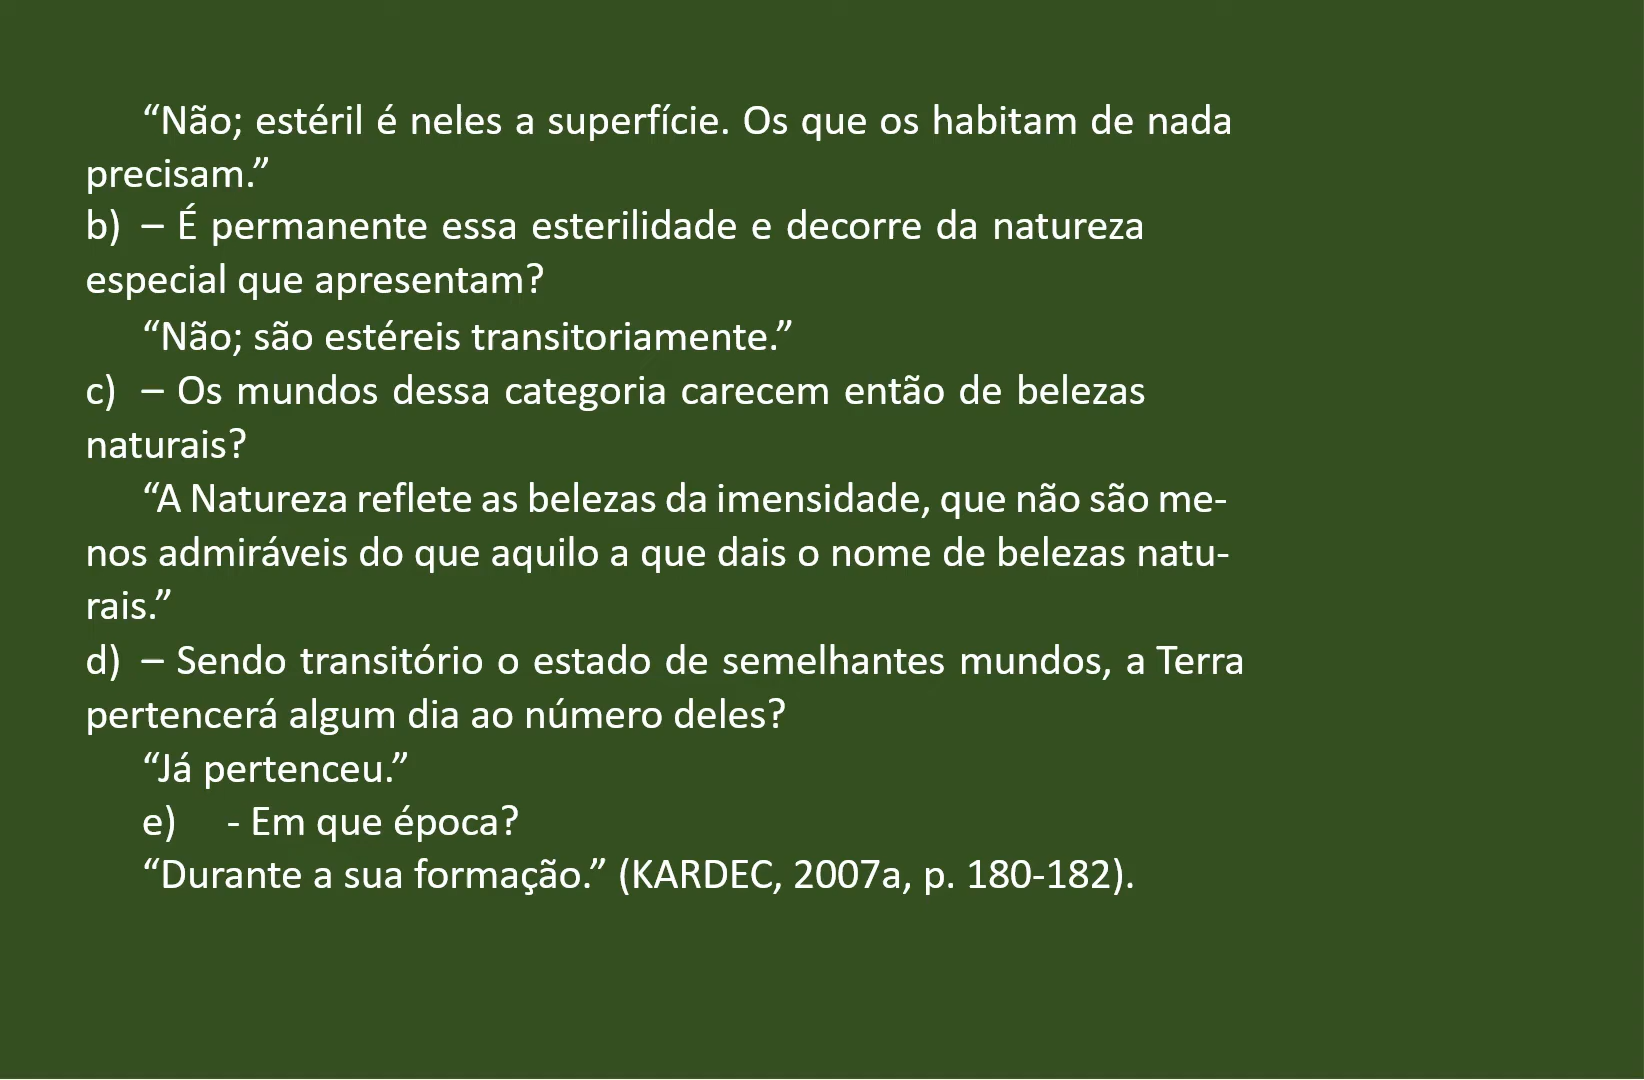 “Não; estéril é neles a superfície. Os que os habitam de nada
precisam.”
b) – É permanente essa esterilidade e decorre da natureza
especial que apresentam?
“Não; são estéreis transitoriamente.”
c) – Os mundos dessa categoria carecem então de belezas
naturais?
“A Natureza reflete as belezas da imensidade, que não são me-
nos admiráveis do que aquilo a que dais o nome de belezas natu-
rais.”
d) – Sendo transitório o estado de semelhantes mundos, a Terra
pertencerá algum dia ao número deles?
“Já pertenceu.”
e) - Em que época?
“Durante a sua formação.” (KARDEC, 2007a, p. 180-182).